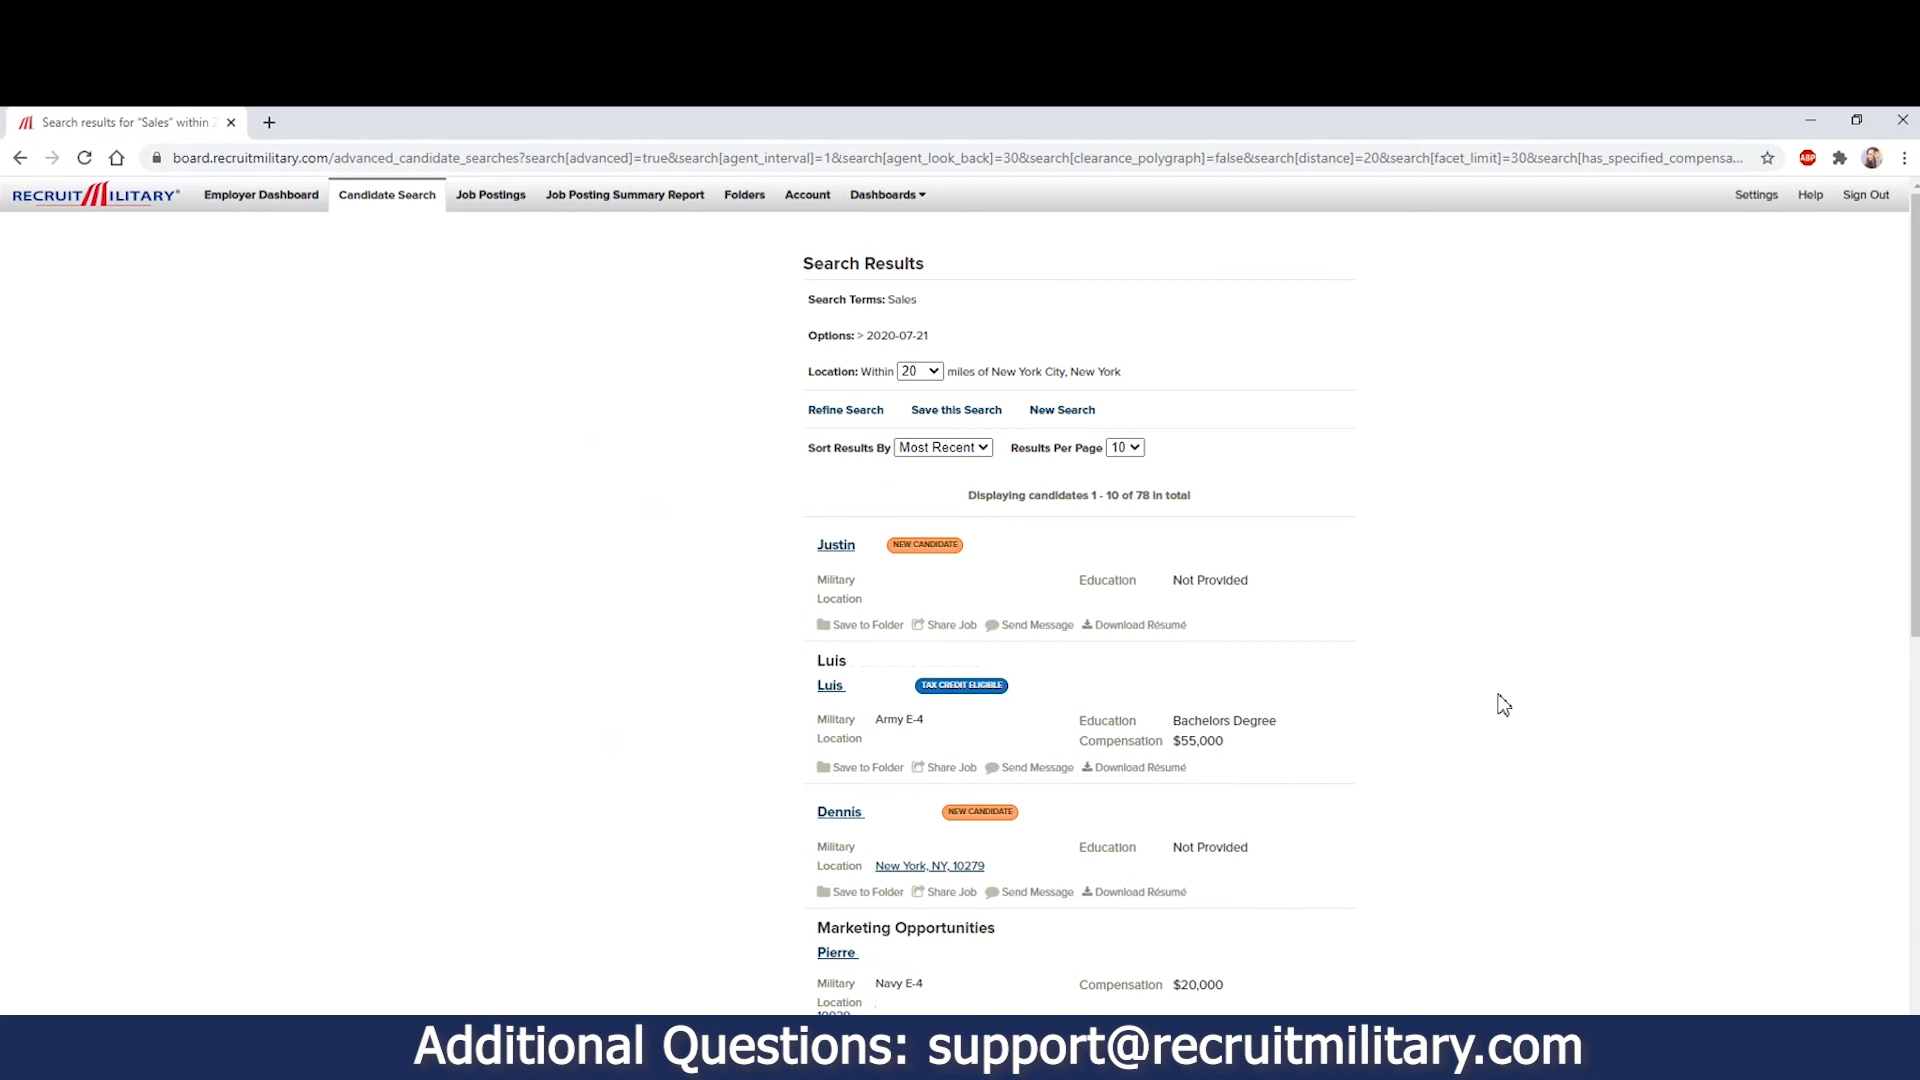 Search results for "Sales" within 2
board.recruitmilitary.com/advanced_candidate_searches?search[advanced]=true&search[agent_interval]=1&search[agent_look_back]=30&search[clearance_polygraph]=false&search[distance]=20&search[facet_limit]=30&search[has_specified_compensa...
ABP
RECRUITMILITARY Employer Dashboard Candidate Search Job Postings Job Posting Summary Report Folders Account Dashboards Settings Help Sign Out
Search Results
Search Terms: Sales
Options: > 2020-07-21
Location: Within 20 miles of New York City, New York
Refine Search Save this Search New Search
Sort Results By Most Recent Results Per Page 10
Displaying candidates 1 - 10 of 78 in total
Justin NEW CANDIDATE
Military Education Not Provided
Location
Save to Folder Share Job Send Message Download Résumé
Luis
Luis TAX CREDIT ELIGIBLE
Military Army E-4 Education Bachelors Degree
Location Compensation $55,000
Save to Folder Share Job Send Message Download Résumé
Dennis NEW CANDIDATE
Military Education Not Provided
Location New York, NY, 10279
Save to Folder Share Job Send Message Download Résumé
Marketing Opportunities
Pierre
Military Navy E-4 Compensation $20,000
Location
Additional Questions: support@recruitmilitary.com